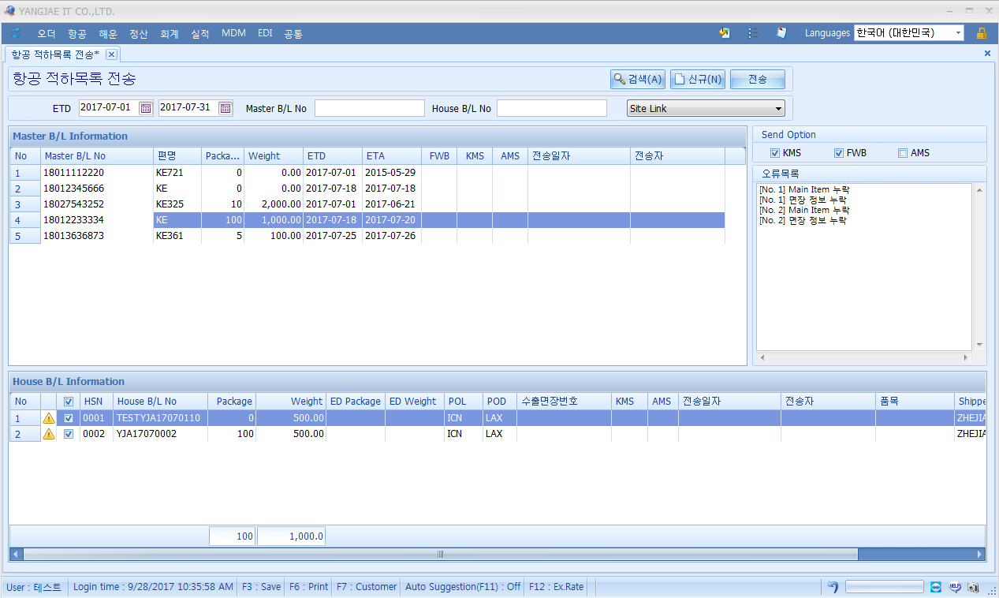 YANGJAE IT CO.,LTD.
오더 항공 해운 정산 회계 실적 MDM EDI 공통 Languages 한국어 (대한민국)
항공 적하목록 전송*
항공 적하목록 전송 검색(A) 신규(N) 전송
ETD 2017-07-01 2017-07-31 Master B/L No House B/L No Site Link
Master B/L Information
No Master B/L No 편명 Packa... Weight ETD ETA FWB KMS AMS 전송일자 전송자
1 18011112220 KE721 0 0.00 2017-07-01 2015-05-29
2 18012345666 KE 0 0.00 2017-07-18 2017-07-18
3 18027543252 KE325 10 2,000.00 2017-07-01 2017-06-21
4 18012233334 KE 100 1,000.00 2017-07-18 2017-07-20
5 18013636873 KE361 5 100.00 2017-07-25 2017-07-26
Send Option
KMS FWB AMS
오류목록
[No. 1] Main Item 누락
[No. 1] 면장 정보 누락
[No. 2] Main Item 누락
[No. 2] 면장 정보 누락
House B/L Information
No HSN House B/L No Package Weight ED Package ED Weight POL POD 수출면장번호 KMS AMS 전송일자 전송자 품목 Shippe
1 0001 TESTYJA17070110 0 500.00 ICN LAX ZHEJIA
2 0002 YJA17070002 100 500.00 ICN LAX ZHEJIA
100 1,000.0
User : 테스트 Login time : 9/28/2017 10:35:58 AM F3 : Save F6 : Print F7 : Customer Auto Suggestion(F11) : Off F12 : Ex.Rate HELP